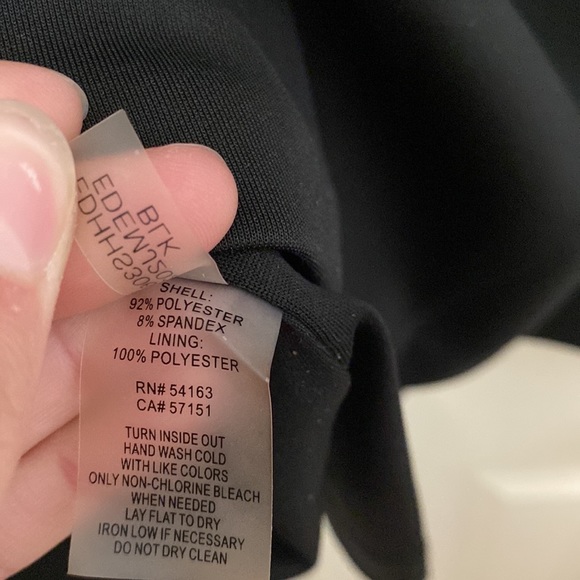 BLK
SHELL:
92% POLYESTER
8% SPANDEX
LINING:
100% POLYESTER
RN# 54163
CA# 57151
TURN INSIDE OUT
HAND WASH COLD
WITH LIKE COLORS
ONLY NON-CHLORINE BLEACH
WHEN NEEDED
LAY FLAT TO DRY
IRON LOW IF NECESSARY
DO NOT DRY CLEAN